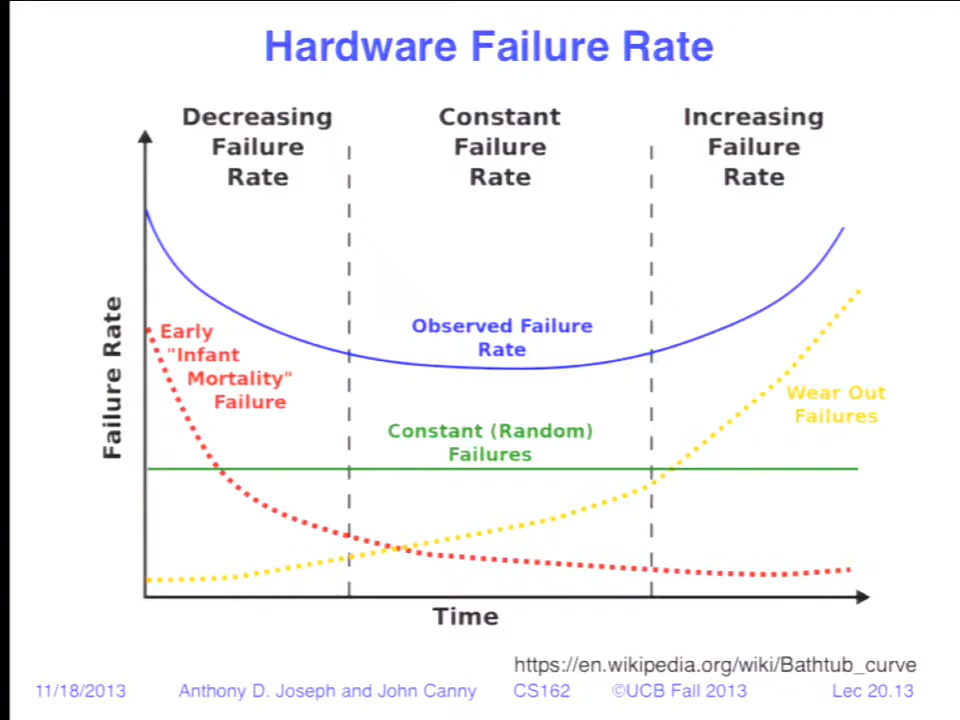 Hardware Failure Rate
Decreasing
Failure
Rate
Constant
Failure
Rate
Increasing
Failure
Rate
Failure Rate
Observed Failure
Rate
Early
"Infant
Mortality"
Failure
Wear Out
Failures
Constant (Random)
Failures
Time
https://en.wikipedia.org/wiki/Bathtub_curve
11/18/2013 Anthony D. Joseph and John Canny CS162 ©UCB Fall 2013 Lec 20.13